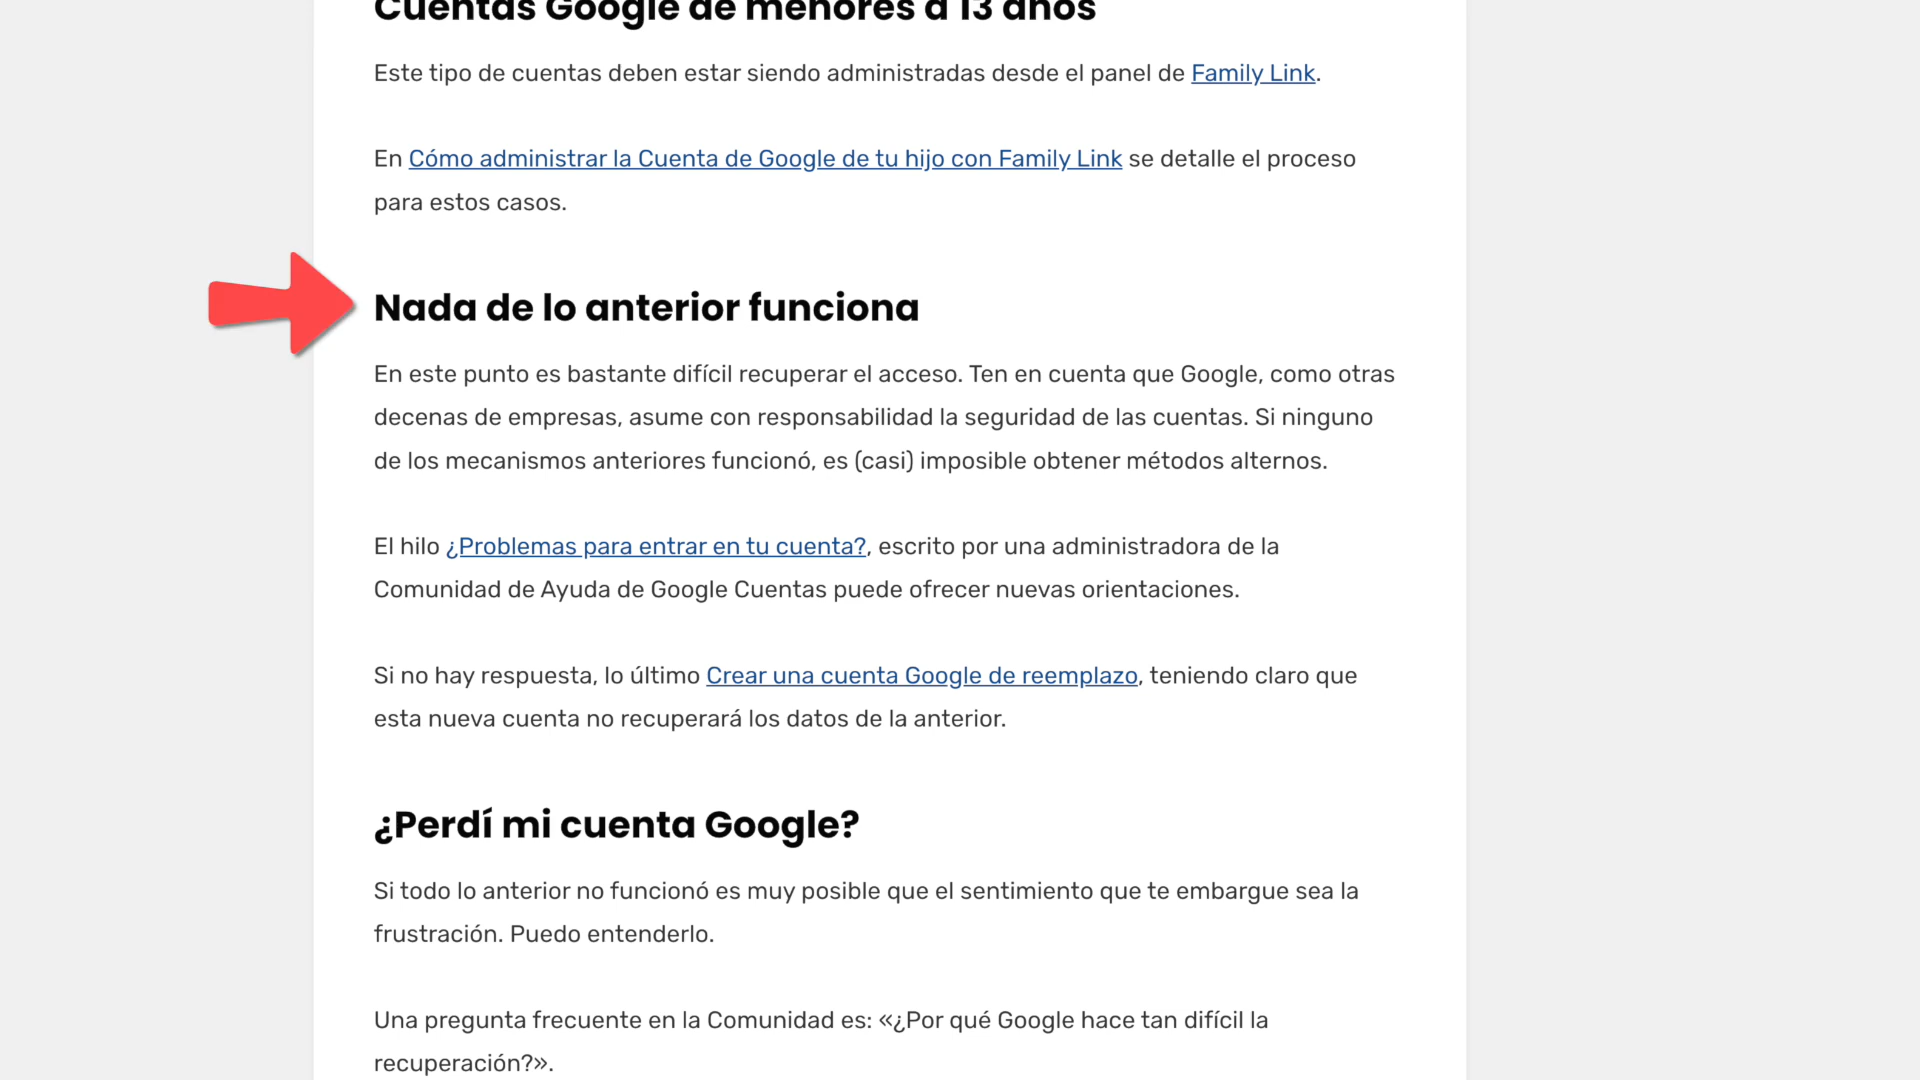 Cuentas Google de menores a 13 años
Este tipo de cuentas deben estar siendo administradas desde el panel de Family Link.
En Cómo administrar la Cuenta de Google de tu hijo con Family Link se detalle el proceso
para estos casos.
Nada de lo anterior funciona
En este punto es bastante difícil recuperar el acceso. Ten en cuenta que Google, como otras
decenas de empresas, asume con responsabilidad la seguridad de las cuentas. Si ninguno
de los mecanismos anteriores funcionó, es (casi) imposible obtener métodos alternos.
El hilo ¿Problemas para entrar en tu cuenta?, escrito por una administradora de la
Comunidad de Ayuda de Google Cuentas puede ofrecer nuevas orientaciones.
Si no hay respuesta, lo último Crear una cuenta Google de reemplazo, teniendo claro que
esta nueva cuenta no recuperará los datos de la anterior.
¿Perdí mi cuenta Google?
Si todo lo anterior no funcionó es muy posible que el sentimiento que te embargue sea la
frustración. Puedo entenderlo.
Una pregunta frecuente en la Comunidad es: «¿Por qué Google hace tan difícil la
recuperación?».